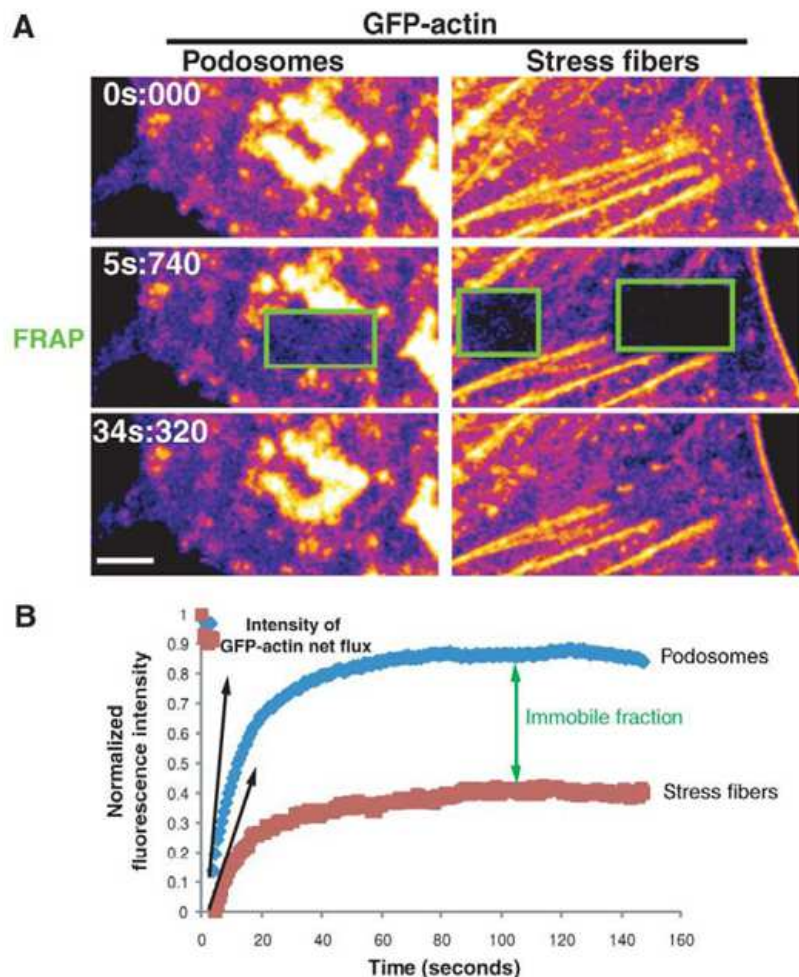 A
GFP-actin
Podosomes
Stress fibers
0s:000
5s:740
FRAP
34s:320
B
Intensity of
GFP-actin net flux
Podosomes
Immobile fraction
Stress fibers
Normalized
fluorescence intensity
1
0.9
0.8
0.7
0.6
0.5
0.4
0.3
0.2
0.1
0
0 20 40 60 80 100 120 140 160
Time (seconds)